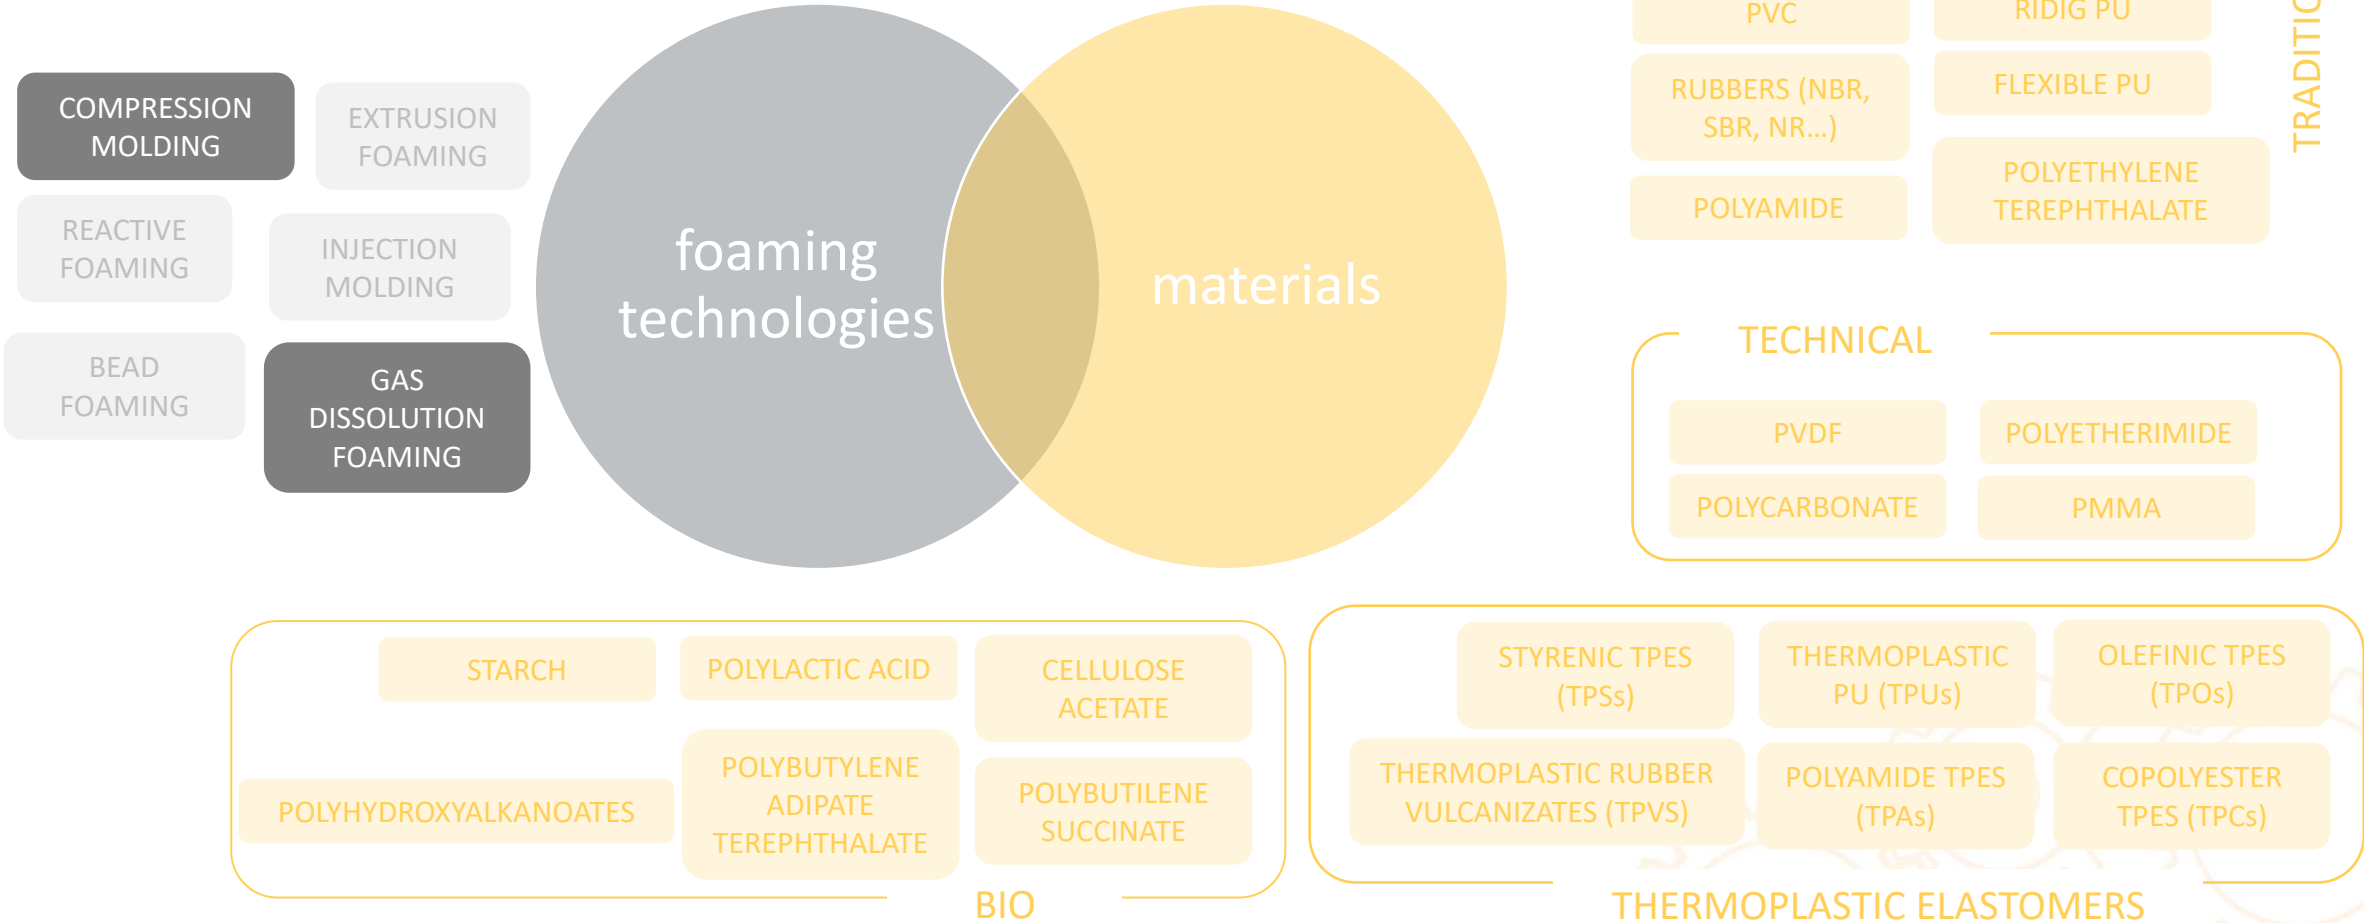 COMPRESSION
MOLDING
EXTRUSION
FOAMING
REACTIVE
FOAMING
INJECTION
MOLDING
BEAD
FOAMING
GAS
DISSOLUTION
FOAMING
foaming
technologies
materials
PVC
RIDIG PU
RUBBERS (NBR,
SBR, NR...)
FLEXIBLE PU
POLYAMIDE
POLYETHYLENE
TEREPHTHALATE
TECHNICAL
PVDF
POLYETHERIMIDE
POLYCARBONATE
PMMA
STARCH
POLYLACTIC ACID
CELLULOSE
ACETATE
POLYHYDROXYALKANOATES
POLYBUTYLENE
ADIPATE
TEREPHTHALATE
POLYBUTILENE
SUCCINATE
BIO
STYRENIC TPES
(TPSs)
THERMOPLASTIC
PU (TPUs)
OLEFINIC TPES
(TPOs)
THERMOPLASTIC RUBBER
VULCANIZATES (TPVS)
POLYAMIDE TPES
(TPAs)
COPOLYESTER
TPES (TPCs)
THERMOPLASTIC ELASTOMERS